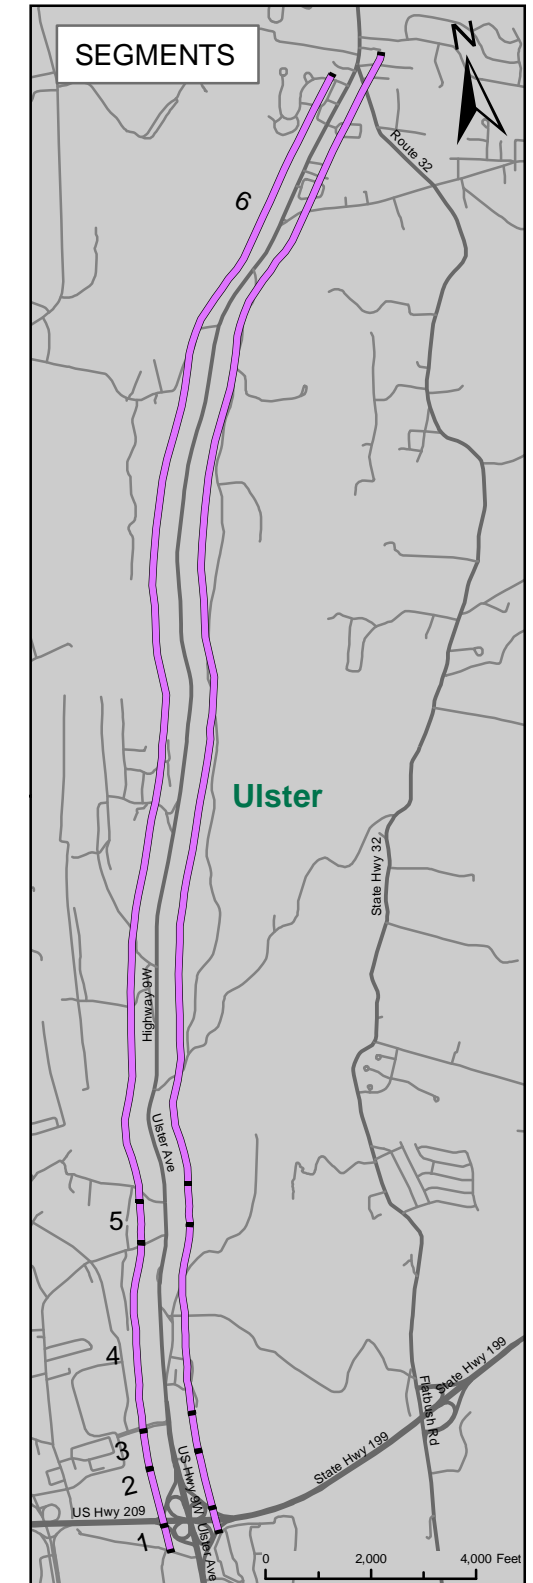 SEGMENTS
N
Route 32
6
Ulster
State Hwy 32
Highway 9W
Ulster Ave
5
4
State Hwy 199
Flatbush Rd
3
US Hwy 9W
State Hwy 199
2
US Hwy 209
1
Ulster Ave
0 2,000 4,000 Feet